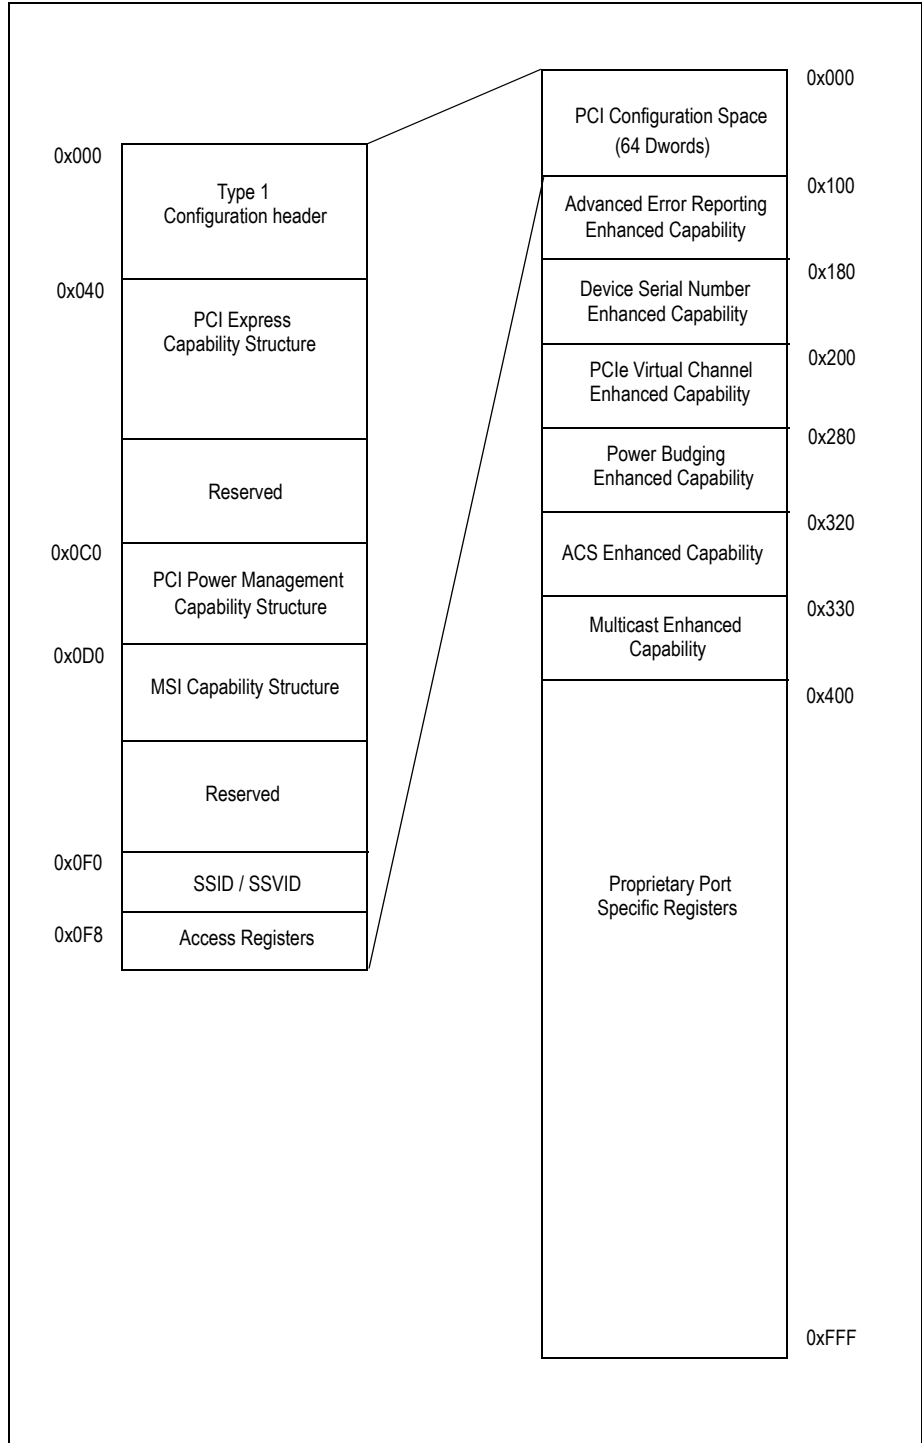 0x000
Type 1
Configuration header
0x040
PCI Express
Capability Structure
Reserved
0x0C0
PCI Power Management
Capability Structure
0x0D0
MSI Capability Structure
Reserved
0x0F0
SSID / SSVID
0x0F8
Access Registers
0x000
PCI Configuration Space
(64 Dwords)
0x100
Advanced Error Reporting
Enhanced Capability
0x180
Device Serial Number
Enhanced Capability
0x200
PCIe Virtual Channel
Enhanced Capability
0x280
Power Budging
Enhanced Capability
0x320
ACS Enhanced Capability
0x330
Multicast Enhanced
Capability
0x400
Proprietary Port
Specific Registers
0xFFF